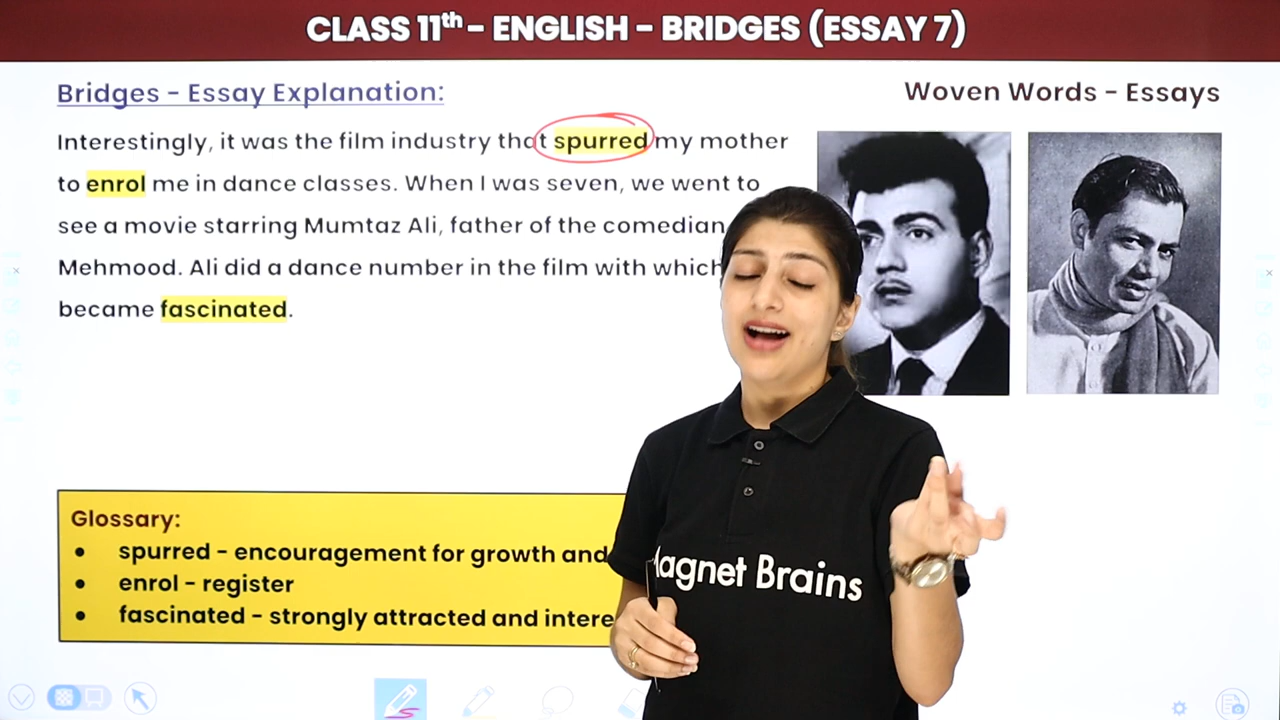 CLASS 11th – ENGLISH – BRIDGES (ESSAY 7)
Bridges – Essay Explanation:
Woven Words – Essays
Interestingly, it was the film industry that spurred my mother
to enrol me in dance classes. When I was seven, we went to
see a movie starring Mumtaz Ali, father of the comedian
Mehmood. Ali did a dance number in the film with which
became fascinated.
Glossary:
• spurred – encouragement for growth and
• enrol – register
• fascinated – strongly attracted and
Magnet Brains